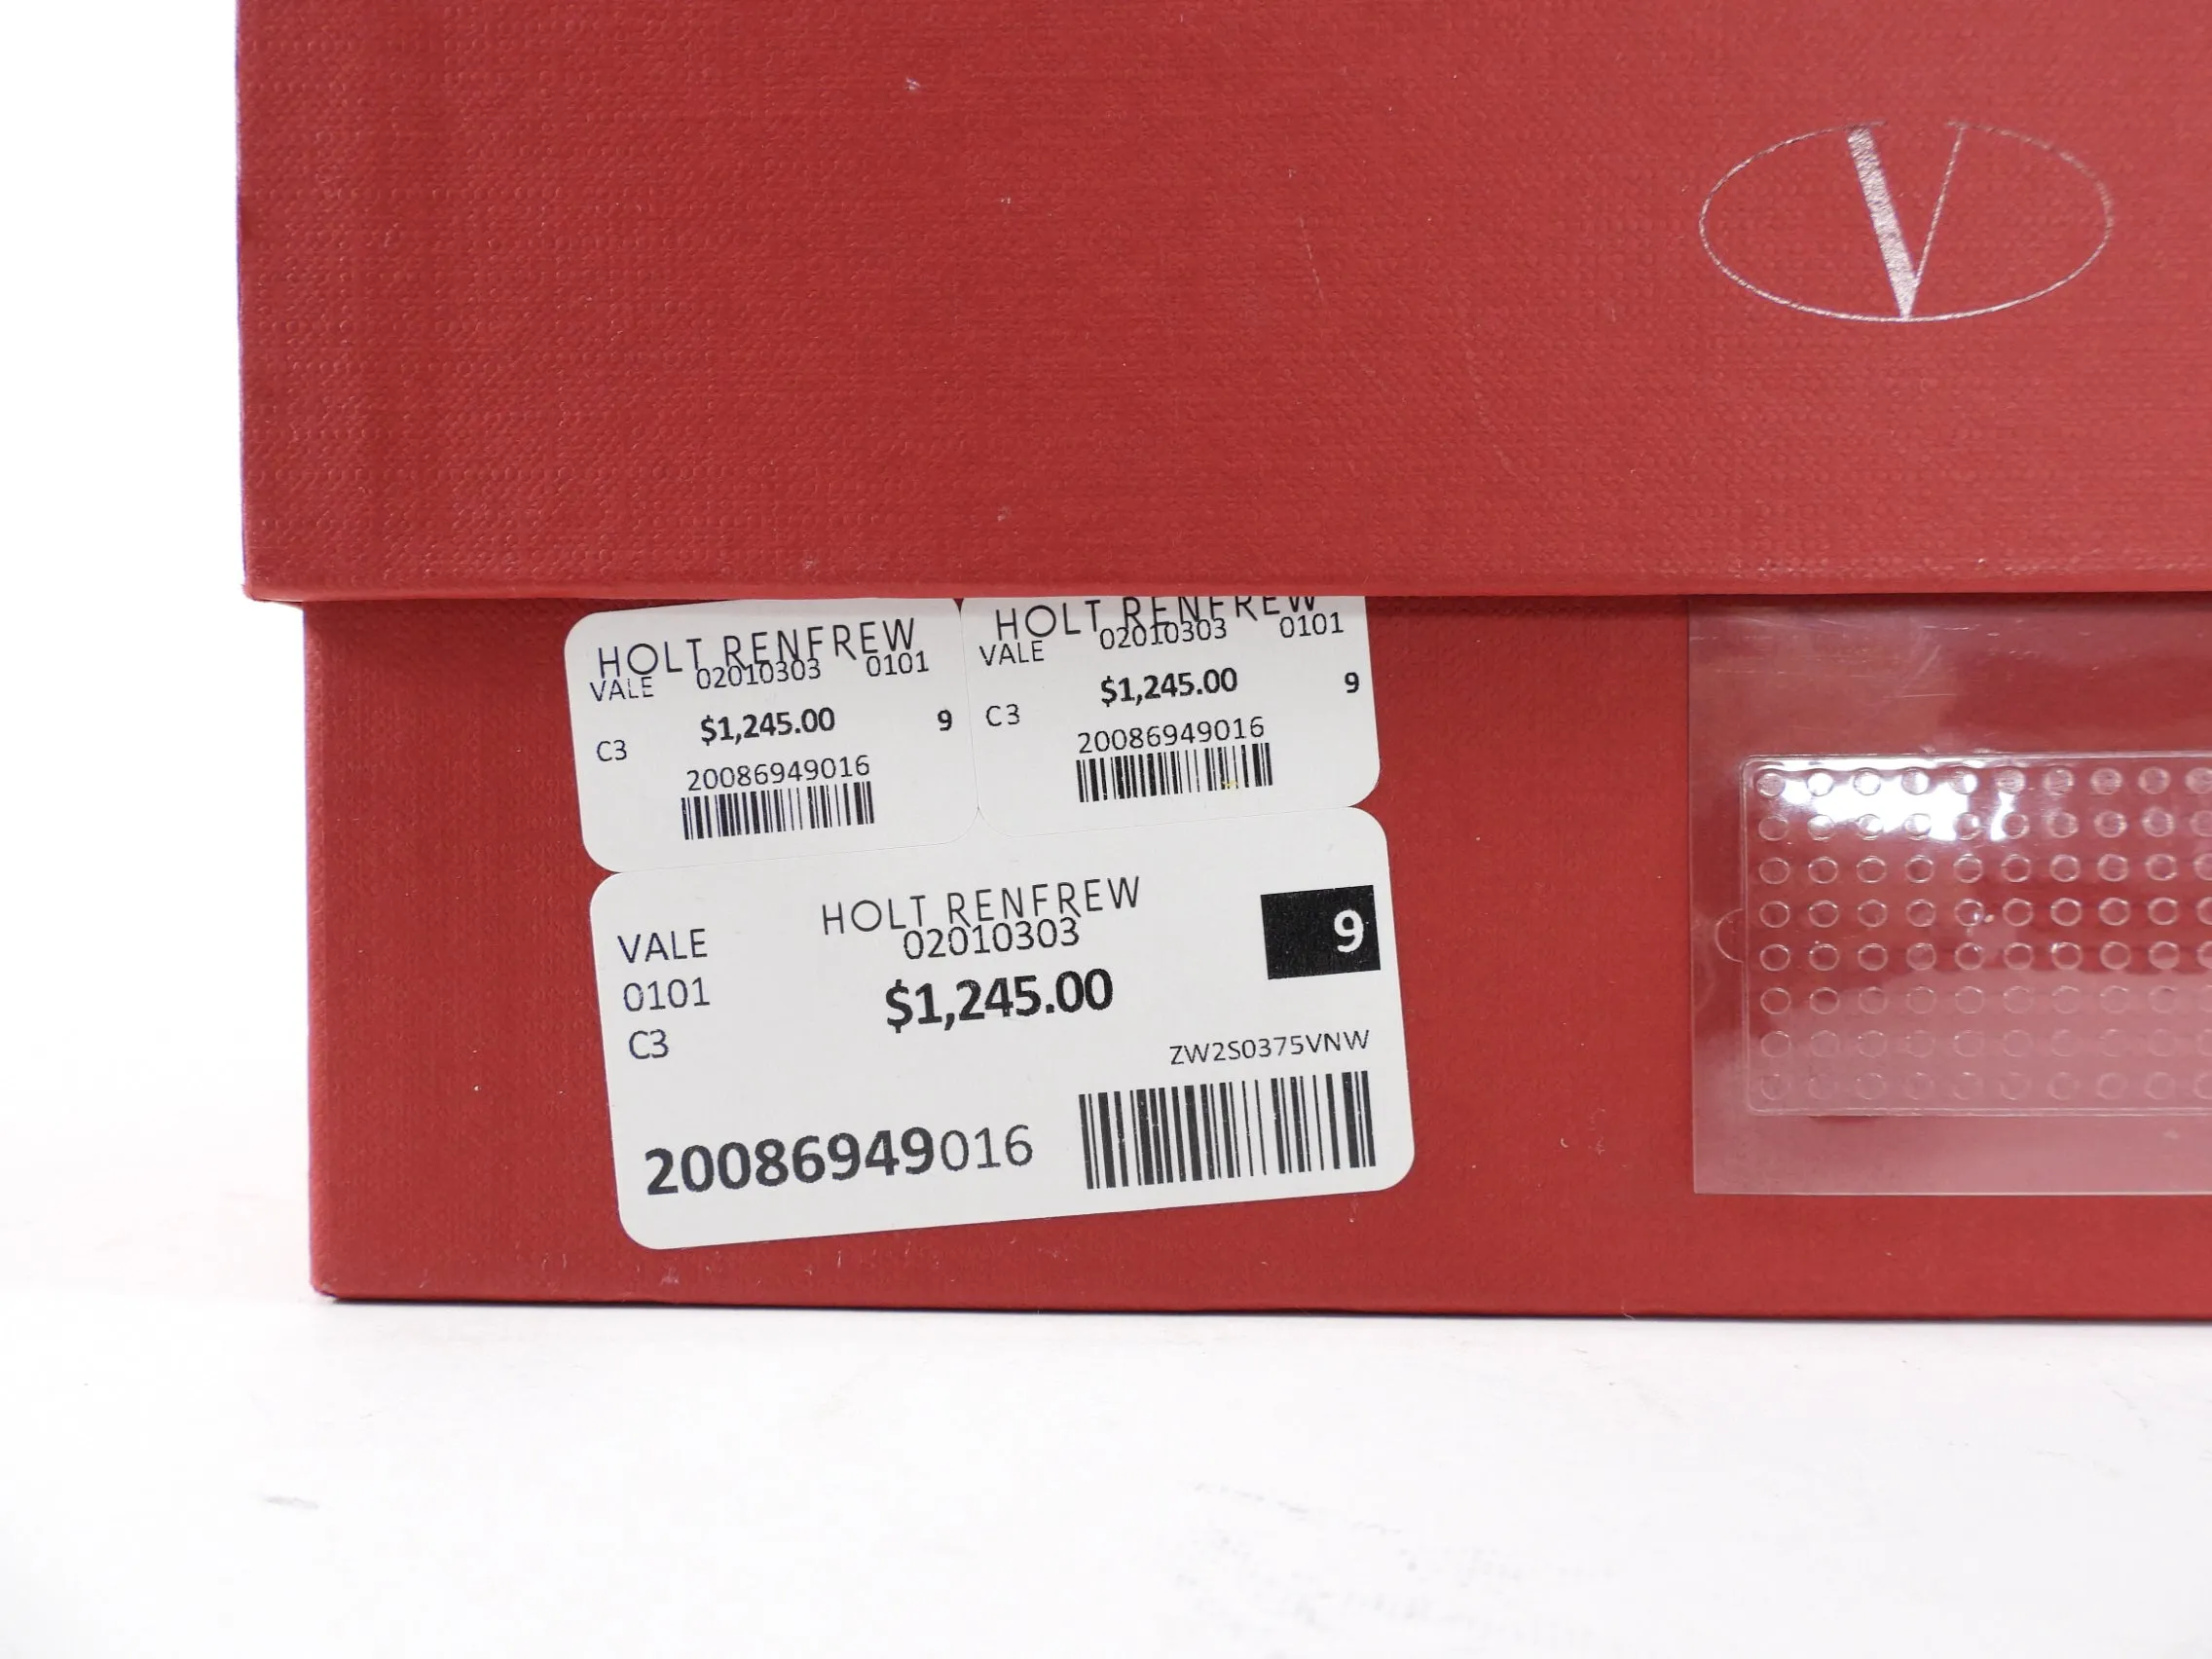 V
HOLT RENFREW
VALE 02010303 0101
$1,245.00 9
C3
20086949016
HOLT RENFREW
VALE 02010303 0101
$1,245.00 9
C3
20086949016
HOLT RENFREW
VALE 02010303 9
0101 $1,245.00
C3
ZW2S0375VNW
20086949016